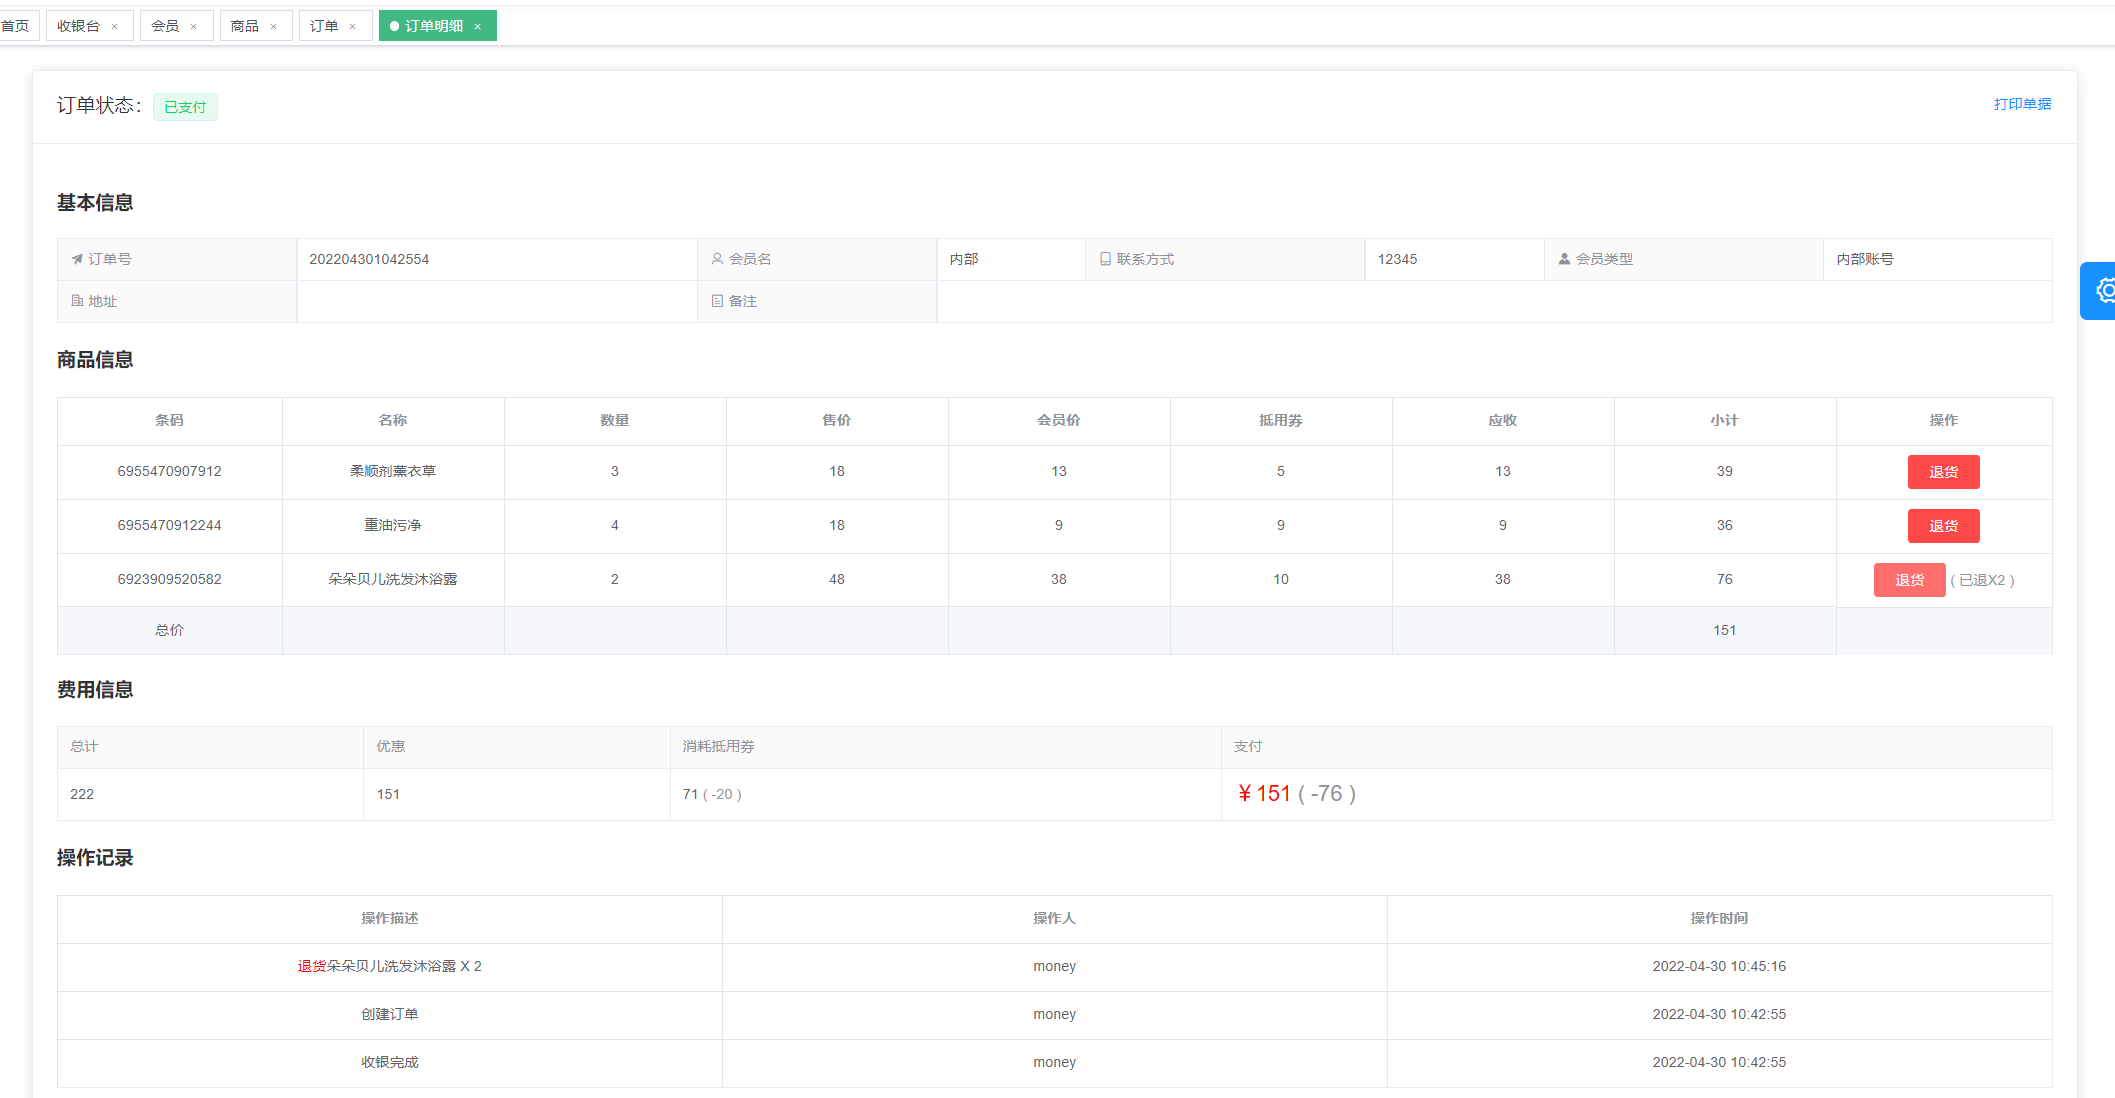 首页 收银台 × 会员 × 商品 × 订单 × 订单明细 ×
订单状态： 已支付 打印单据
基本信息
订单号 202204301042554 会员名 内部 联系方式 12345 会员类型 内部账号
地址 备注
商品信息
条码 名称 数量 售价 会员价 抵用券 应收 小计 操作
6955470907912 柔顺剂薰衣草 3 18 13 5 13 39 退货
6955470912244 重油污净 4 18 9 9 9 36 退货
6923909520582 朵朵贝儿洗发沐浴露 2 48 38 10 38 76 退货 ( 已退X2 )
总价 151
费用信息
总计 优惠 消耗抵用券 支付
222 151 71 ( -20 ) ¥ 151 ( -76 )
操作记录
操作描述 操作人 操作时间
退货朵朵贝儿洗发沐浴露 X 2 money 2022-04-30 10:45:16
创建订单 money 2022-04-30 10:42:55
收银完成 money 2022-04-30 10:42:55